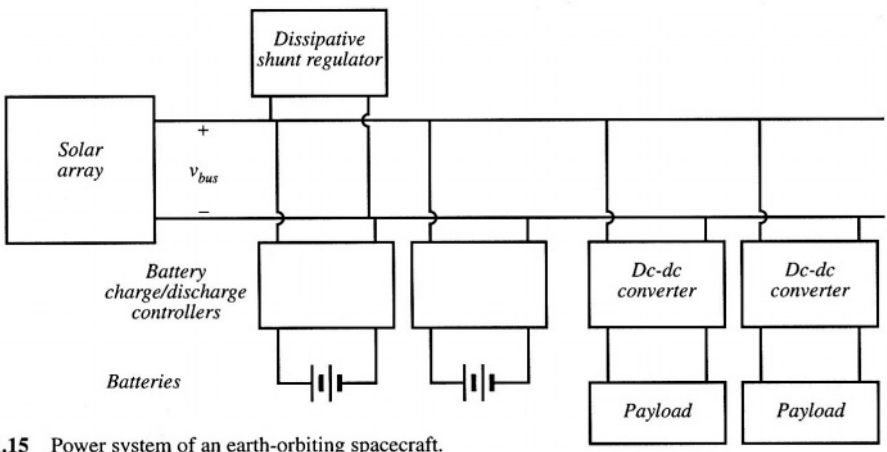 Dissipative
shunt regulator
Solar
array
+
v_bus
−
Battery
charge/discharge
controllers
Dc-dc
converter
Dc-dc
converter
Batteries
Payload
Payload
.15 Power system of an earth-orbiting spacecraft.